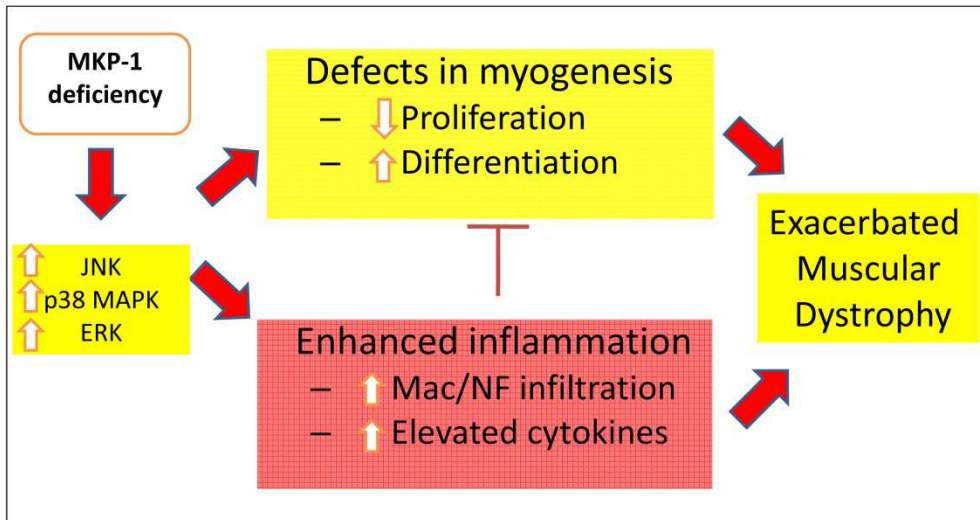 MKP-1
deficiency
JNK
p38 MAPK
ERK
Defects in myogenesis
– Proliferation
– Differentiation
Enhanced inflammation
– Mac/NF infiltration
– Elevated cytokines
Exacerbated
Muscular
Dystrophy